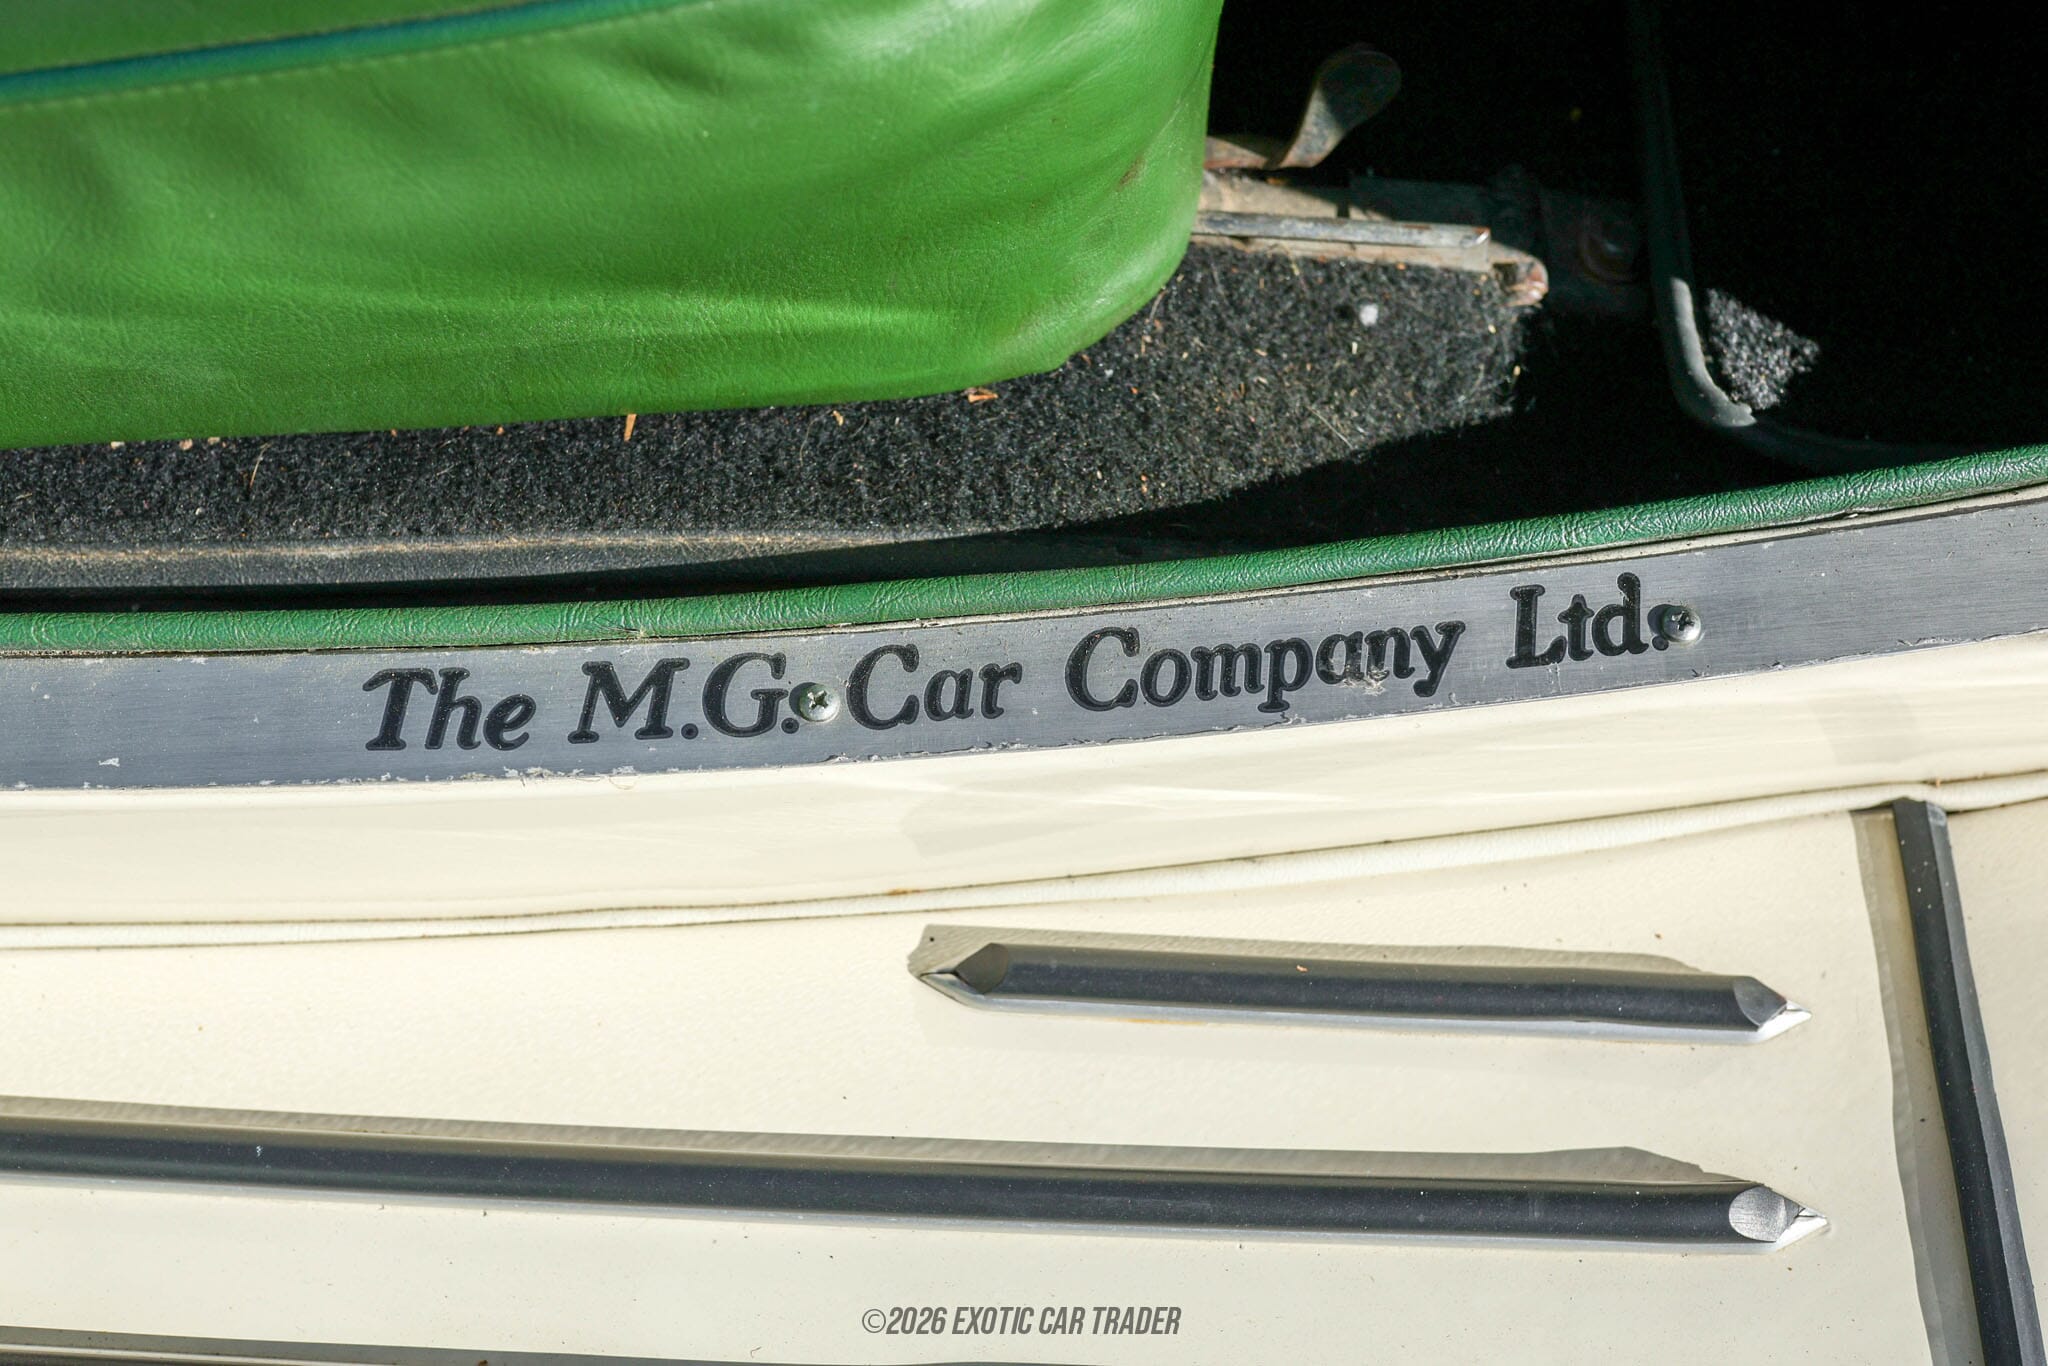 The M.G. Car Company Ltd.
©2026 EXOTIC CAR TRADER